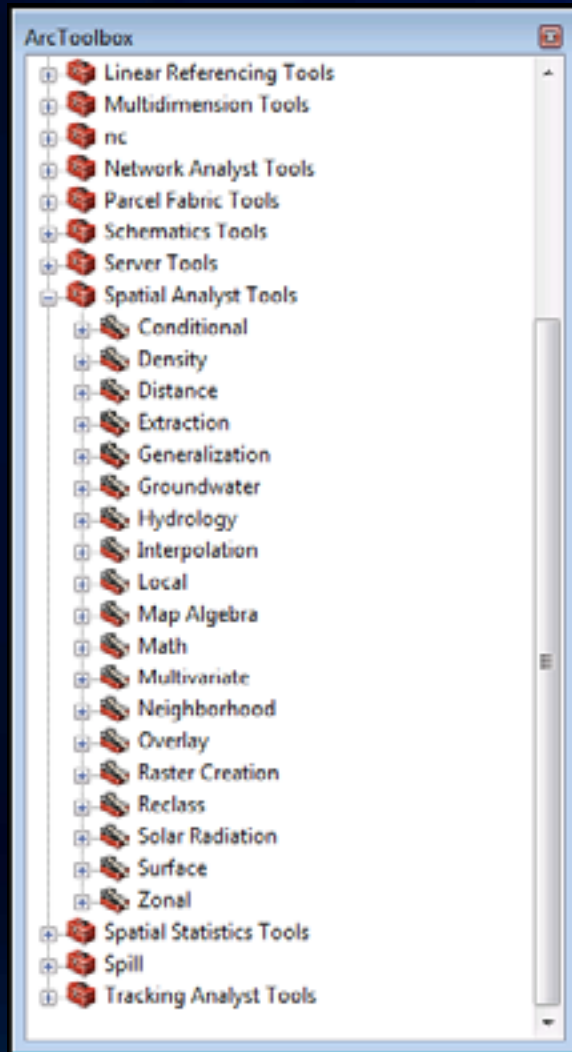 ArcToolbox
Linear Referencing Tools
Multidimension Tools
nc
Network Analyst Tools
Parcel Fabric Tools
Schematics Tools
Server Tools
Spatial Analyst Tools
Conditional
Density
Distance
Extraction
Generalization
Groundwater
Hydrology
Interpolation
Local
Map Algebra
Math
Multivariate
Neighborhood
Overlay
Raster Creation
Reclass
Solar Radiation
Surface
Zonal
Spatial Statistics Tools
Spill
Tracking Analyst Tools